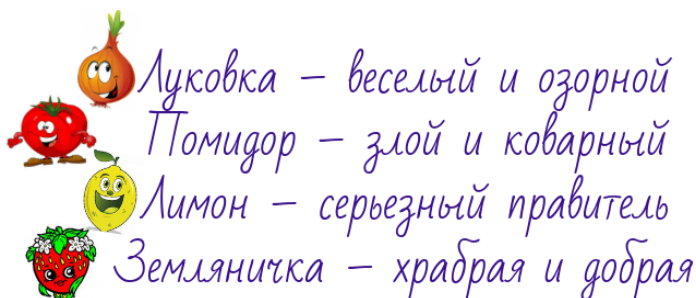 Луковка – веселый и озорной
Помидор – злой и коварный
Лимон – серьезный правитель
Земляничка – храбрая и добрая